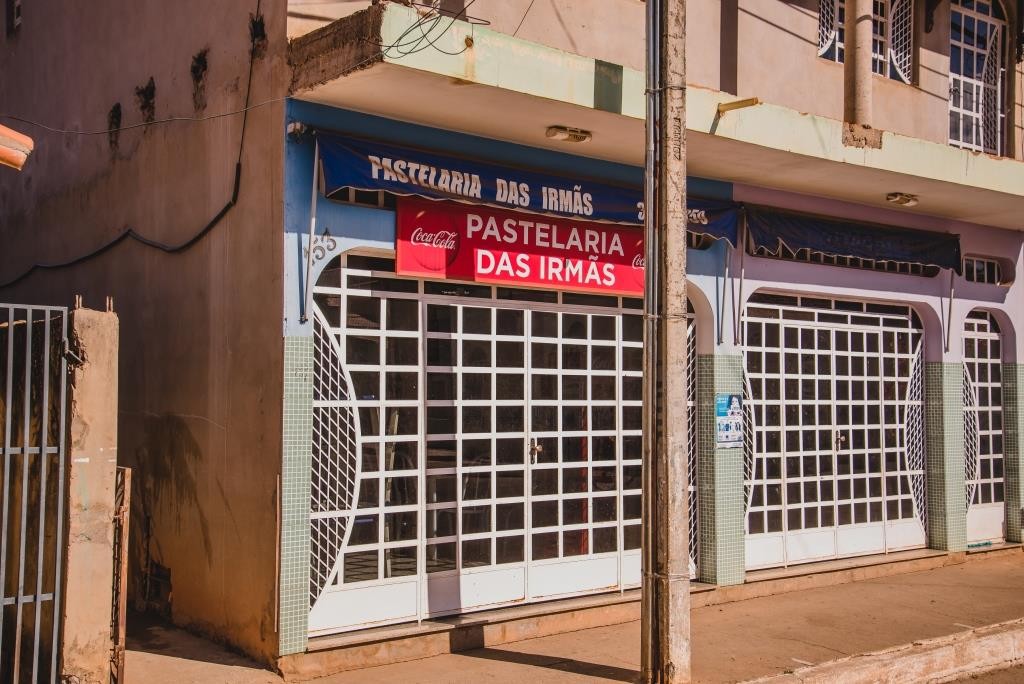 PASTELARIA DAS IRMÃS
Coca-Cola
PASTELARIA
DAS IRMÃS